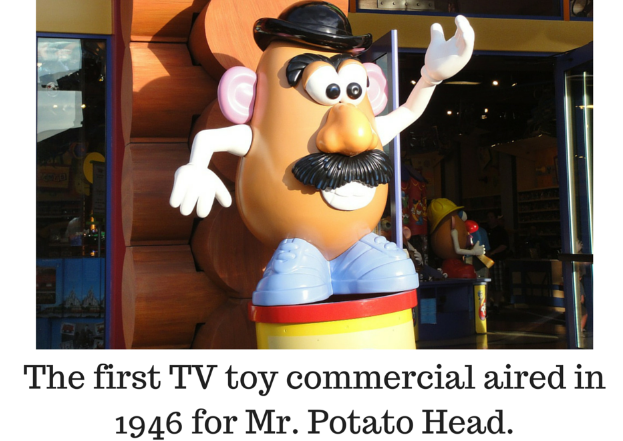 The first TV toy commercial aired in
1946 for Mr. Potato Head.